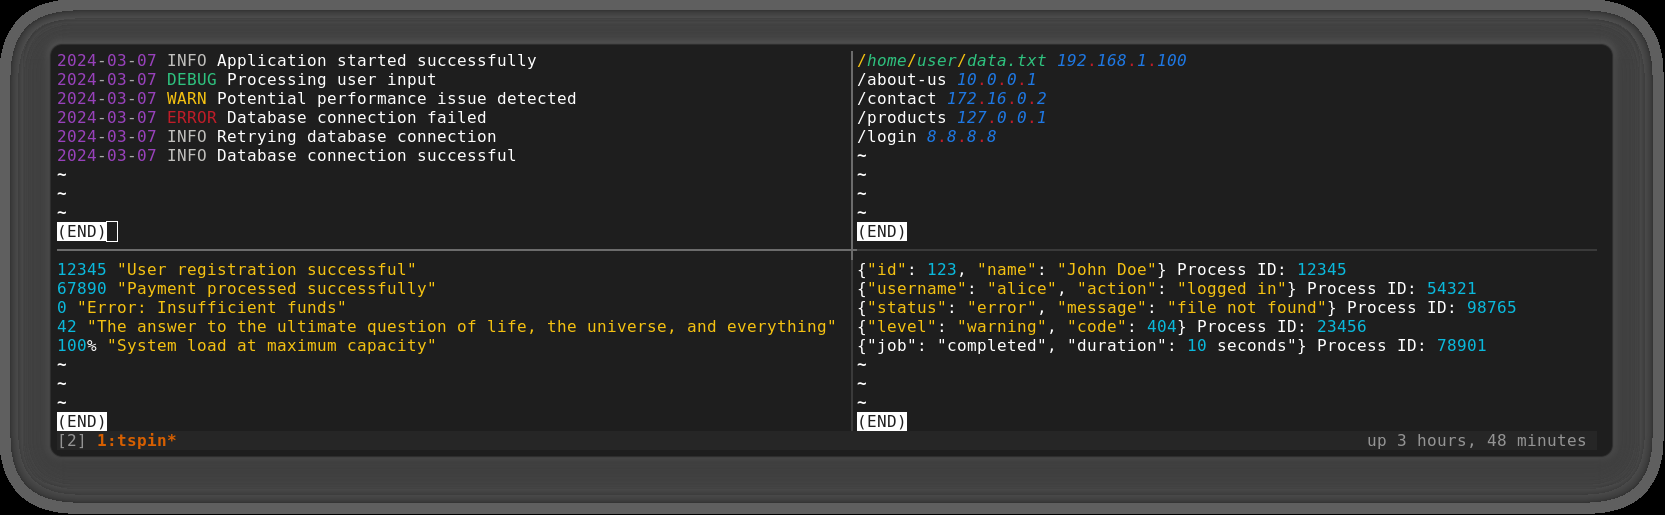 2024-03-07 INFO Application started successfully
2024-03-07 DEBUG Processing user input
2024-03-07 WARN Potential performance issue detected
2024-03-07 ERROR Database connection failed
2024-03-07 INFO Retrying database connection
2024-03-07 INFO Database connection successful
~
~
~
(END)
/home/user/data.txt 192.168.1.100
/about-us 10.0.0.1
/contact 172.16.0.2
/products 127.0.0.1
/login 8.8.8.8
~
~
~
~
(END)
12345 "User registration successful"
67890 "Payment processed successfully"
0 "Error: Insufficient funds"
42 "The answer to the ultimate question of life, the universe, and everything"
100% "System load at maximum capacity"
~
~
~
(END)
{"id": 123, "name": "John Doe"} Process ID: 12345
{"username": "alice", "action": "logged in"} Process ID: 54321
{"status": "error", "message": "file not found"} Process ID: 98765
{"level": "warning", "code": 404} Process ID: 23456
{"job": "completed", "duration": 10 seconds"} Process ID: 78901
~
~
~
(END)
[2] 1:tspin* up 3 hours, 48 minutes